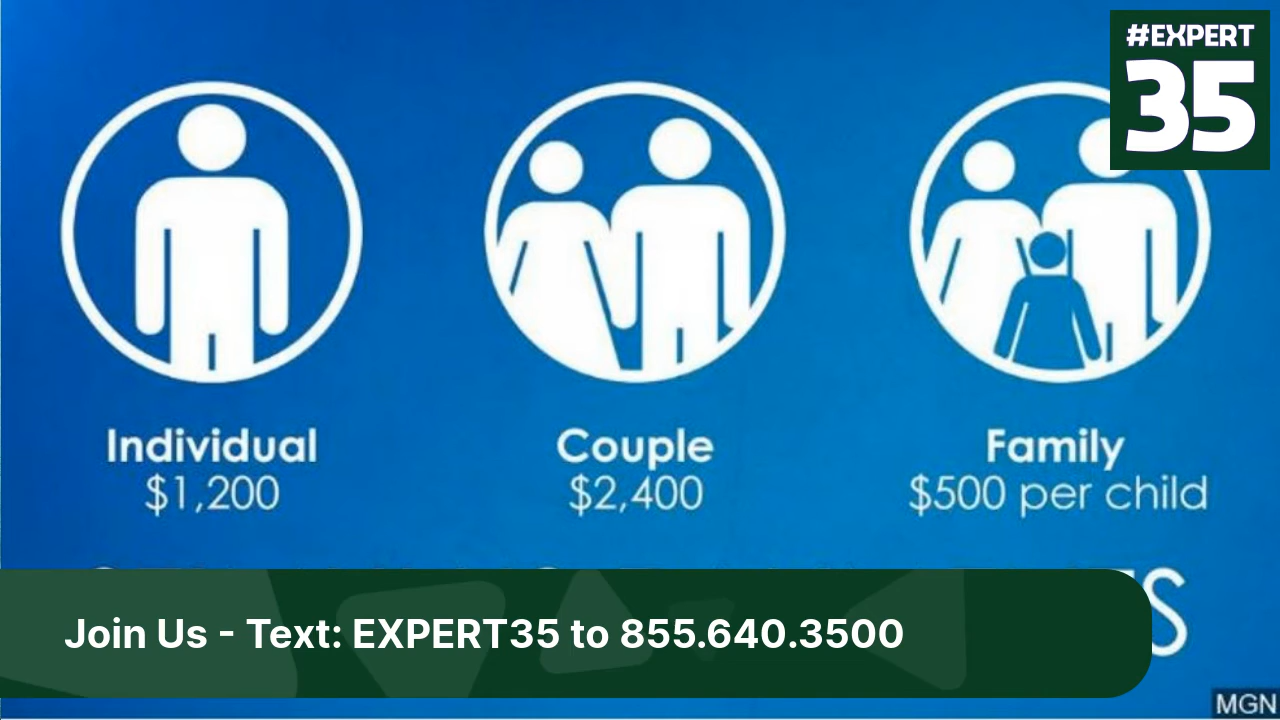 #EXPERT
35
Individual
$1,200
Couple
$2,400
Family
$500 per child
Join Us - Text: EXPERT35 to 855.640.3500
MGN